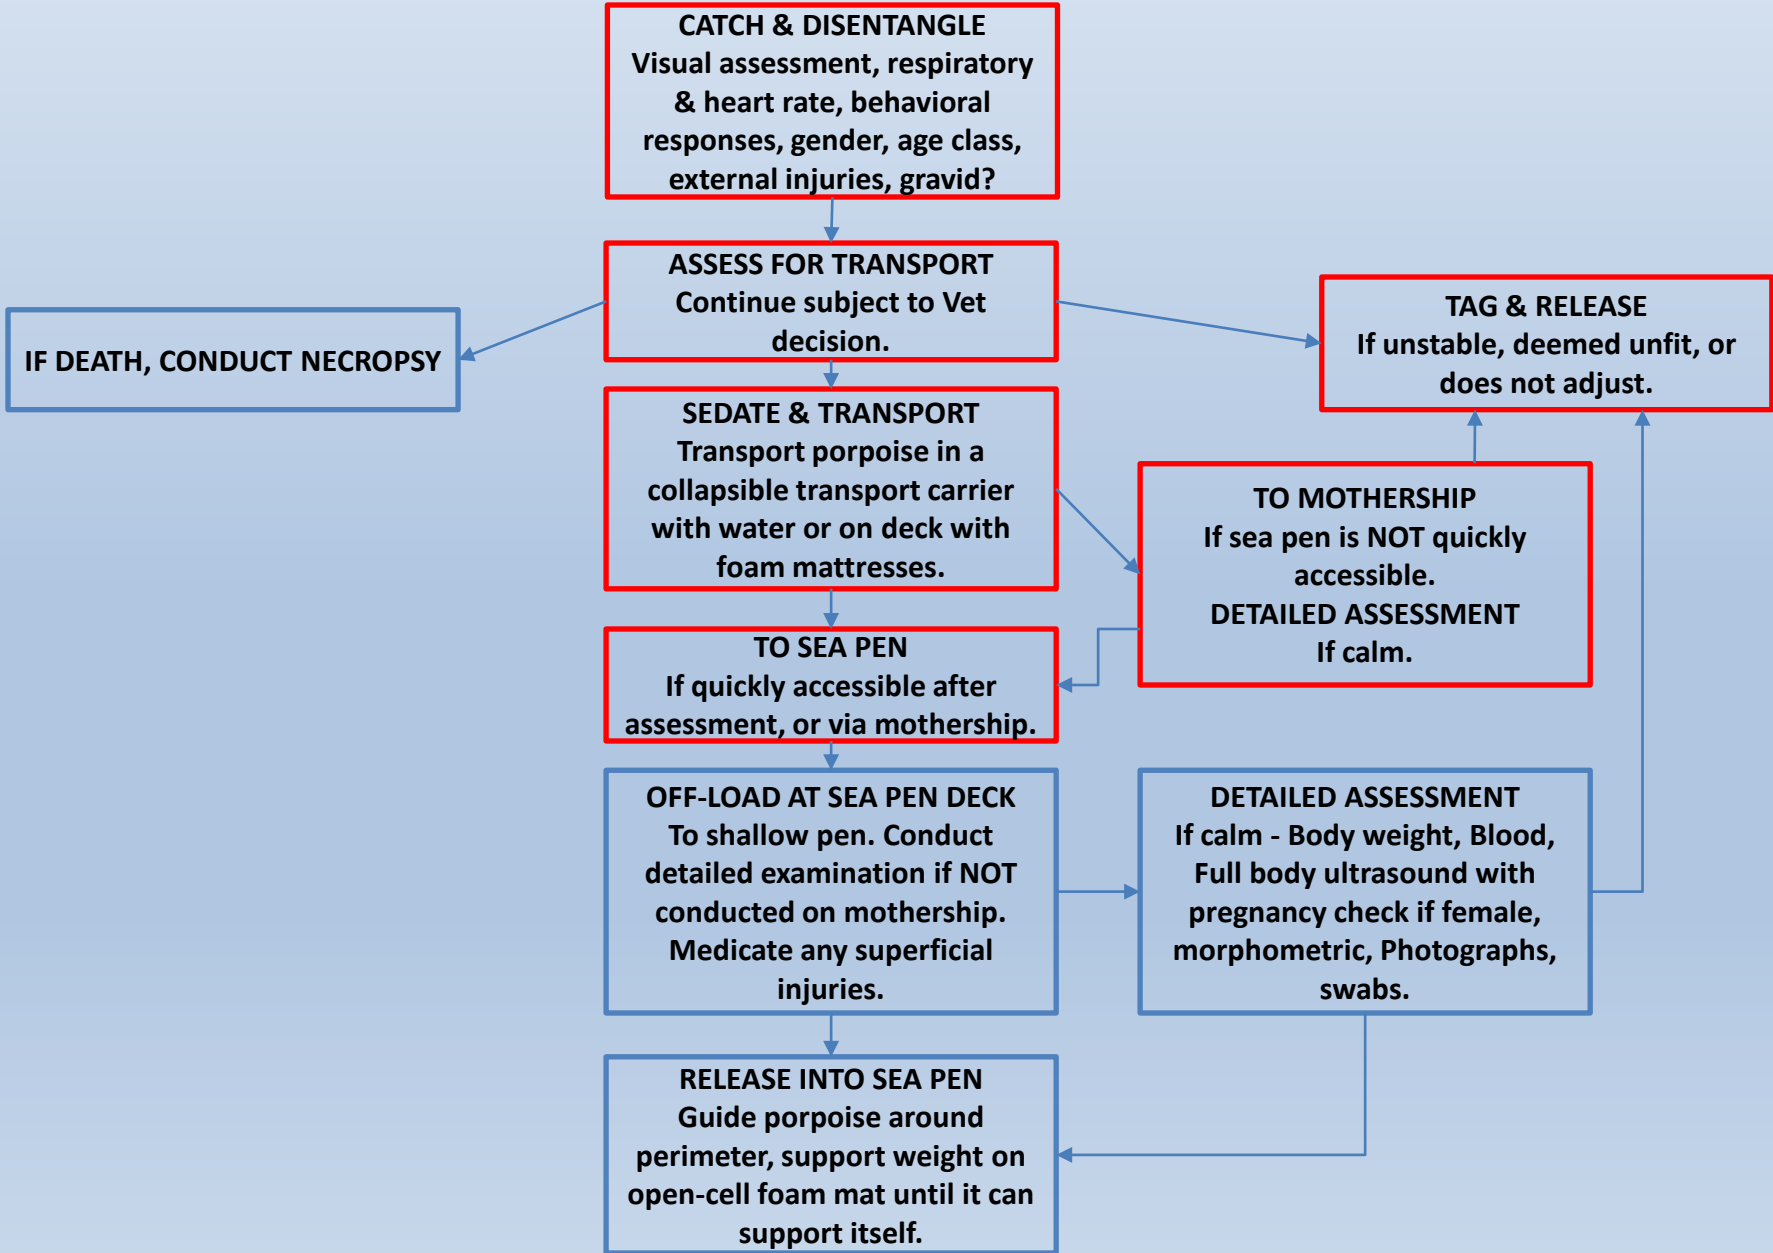 CATCH & DISENTANGLE
Visual assessment, respiratory
& heart rate, behavioral
responses, gender, age class,
external injuries, gravid?
ASSESS FOR TRANSPORT
Continue subject to Vet
decision.
IF DEATH, CONDUCT NECROPSY
TAG & RELEASE
If unstable, deemed unfit, or
does not adjust.
SEDATE & TRANSPORT
Transport porpoise in a
collapsible transport carrier
with water or on deck with
foam mattresses.
TO MOTHERSHIP
If sea pen is NOT quickly
accessible.
DETAILED ASSESSMENT
If calm.
TO SEA PEN
If quickly accessible after
assessment, or via mothership.
OFF-LOAD AT SEA PEN DECK
To shallow pen. Conduct
detailed examination if NOT
conducted on mothership.
Medicate any superficial
injuries.
DETAILED ASSESSMENT
If calm - Body weight, Blood,
Full body ultrasound with
pregnancy check if female,
morphometric, Photographs,
swabs.
RELEASE INTO SEA PEN
Guide porpoise around
perimeter, support weight on
open-cell foam mat until it can
support itself.